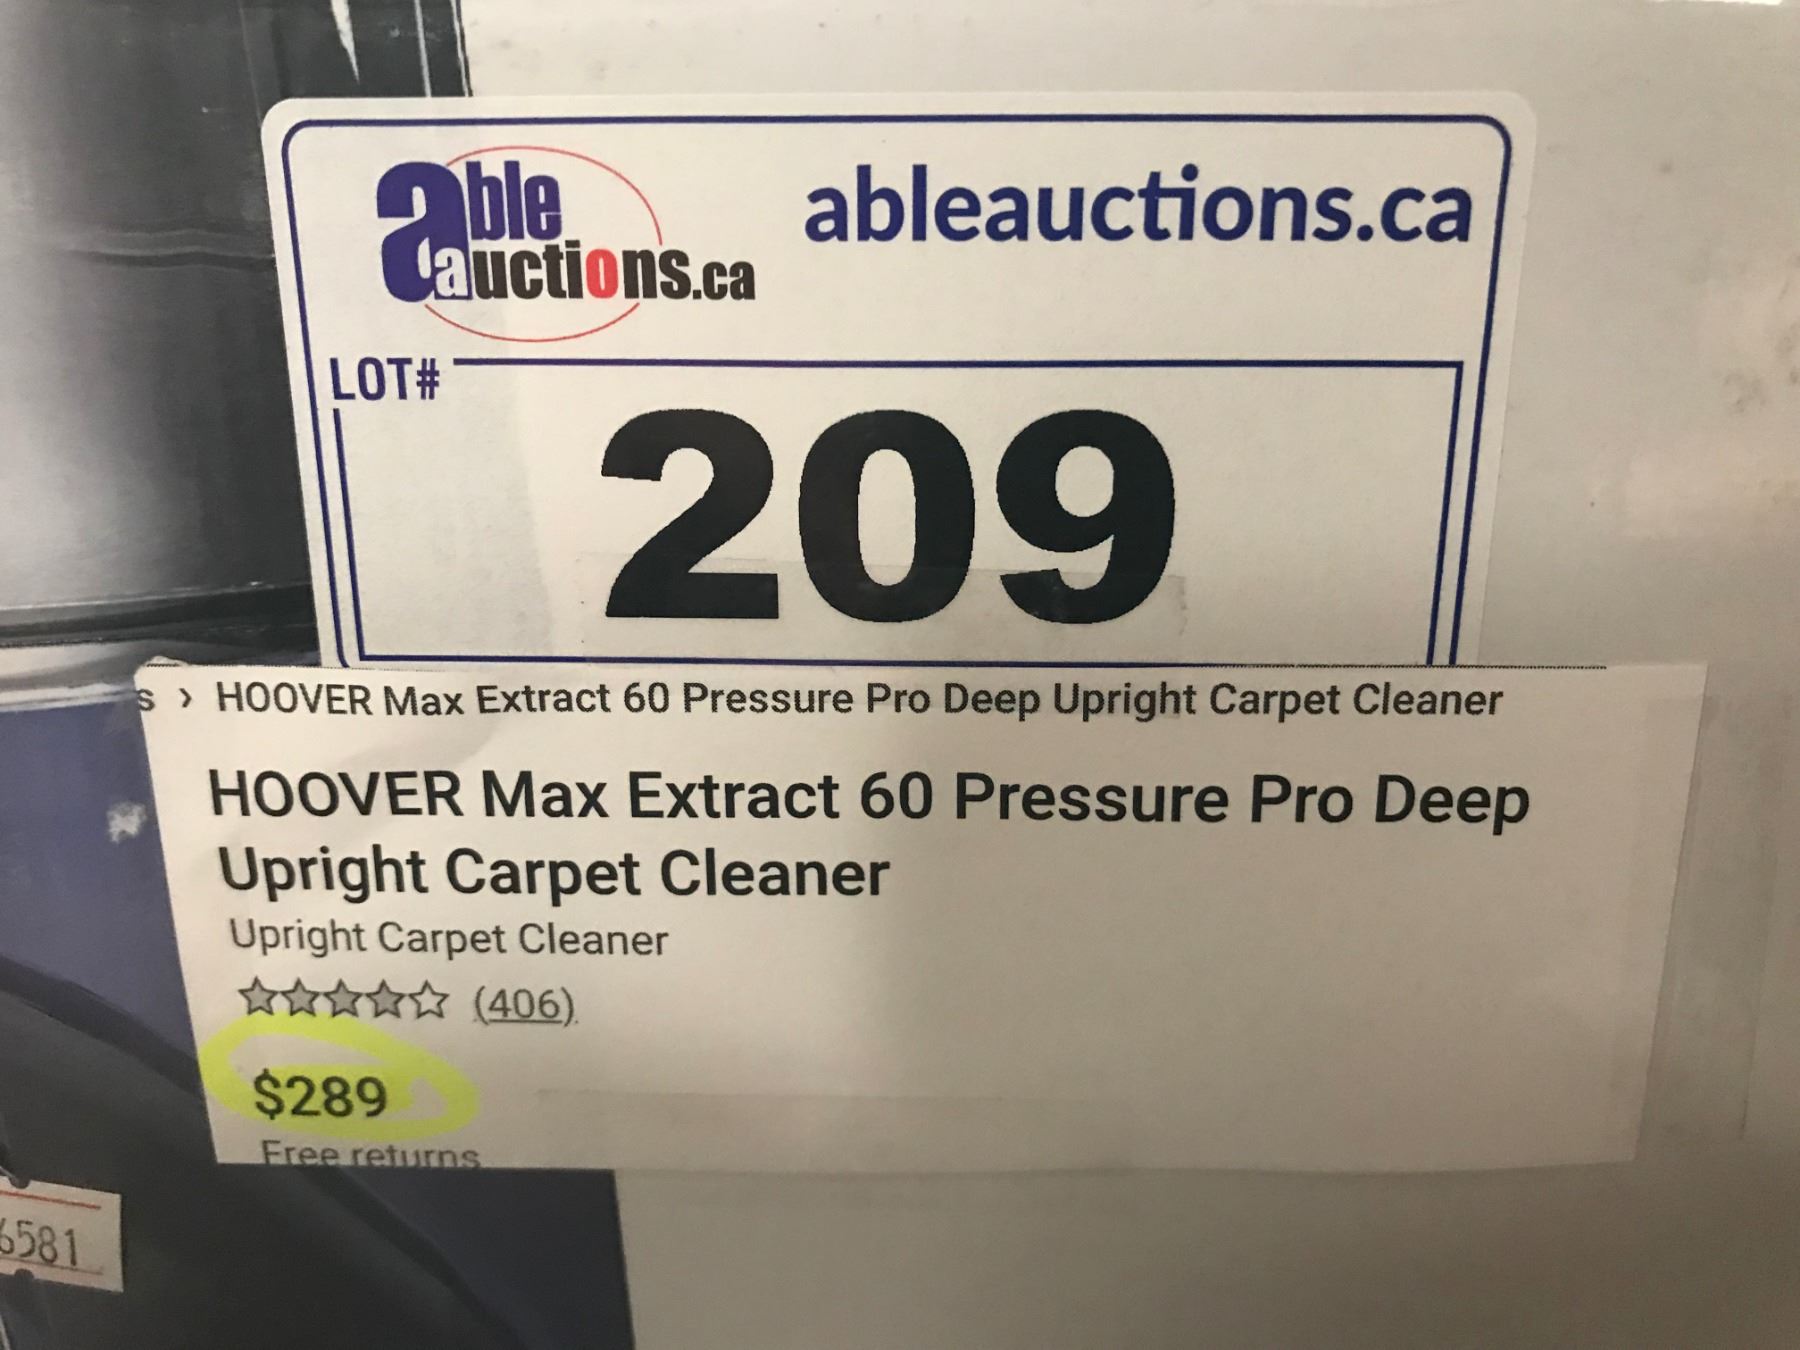 able
auctions.ca
ableauctions.ca
LOT#
209
s › HOOVER Max Extract 60 Pressure Pro Deep Upright Carpet Cleaner
HOOVER Max Extract 60 Pressure Pro Deep
Upright Carpet Cleaner
Upright Carpet Cleaner
(406)
$289
Free returns
6581